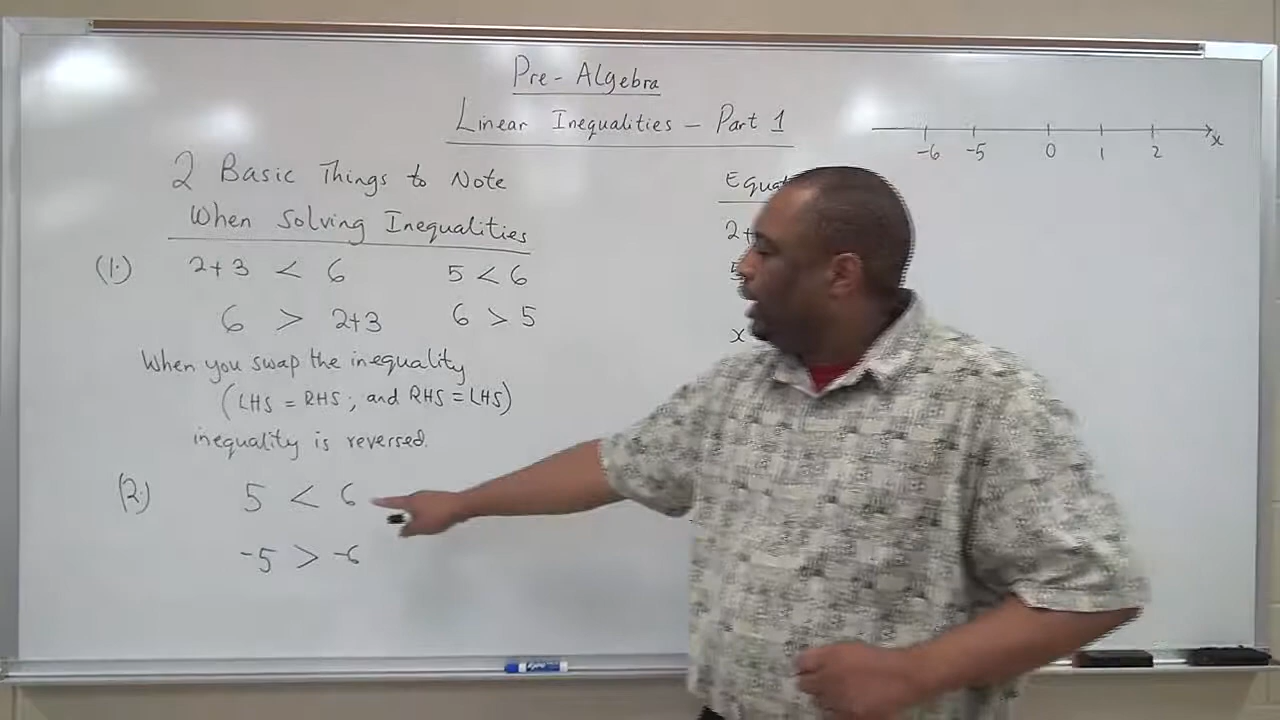 Pre-Algebra
Linear Inequalities - Part 1
2 Basic Things to Note
When Solving Inequalities
(1.) 2+3 < 6 5 < 6
6 > 2+3 6 > 5
When you swap the inequality
(LHS = RHS; and RHS = LHS)
inequality is reversed.
(2.) 5 < 6
-5 > -6
-6 -5 0 1 2 x
2+
5
x